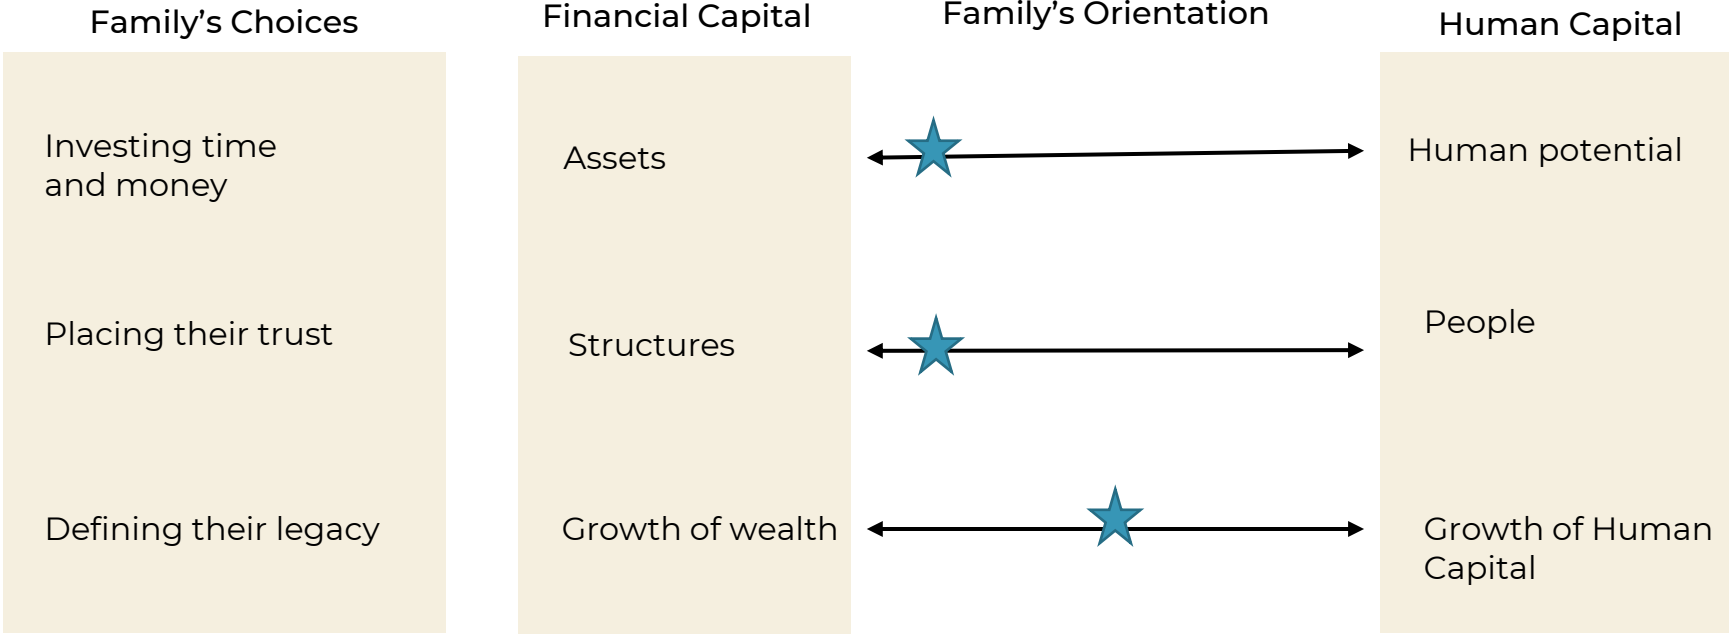 Family’s Choices
Financial Capital
Family’s Orientation
Human Capital
Investing time
and money
Assets
Human potential
Placing their trust
Structures
People
Defining their legacy
Growth of wealth
Growth of Human
Capital